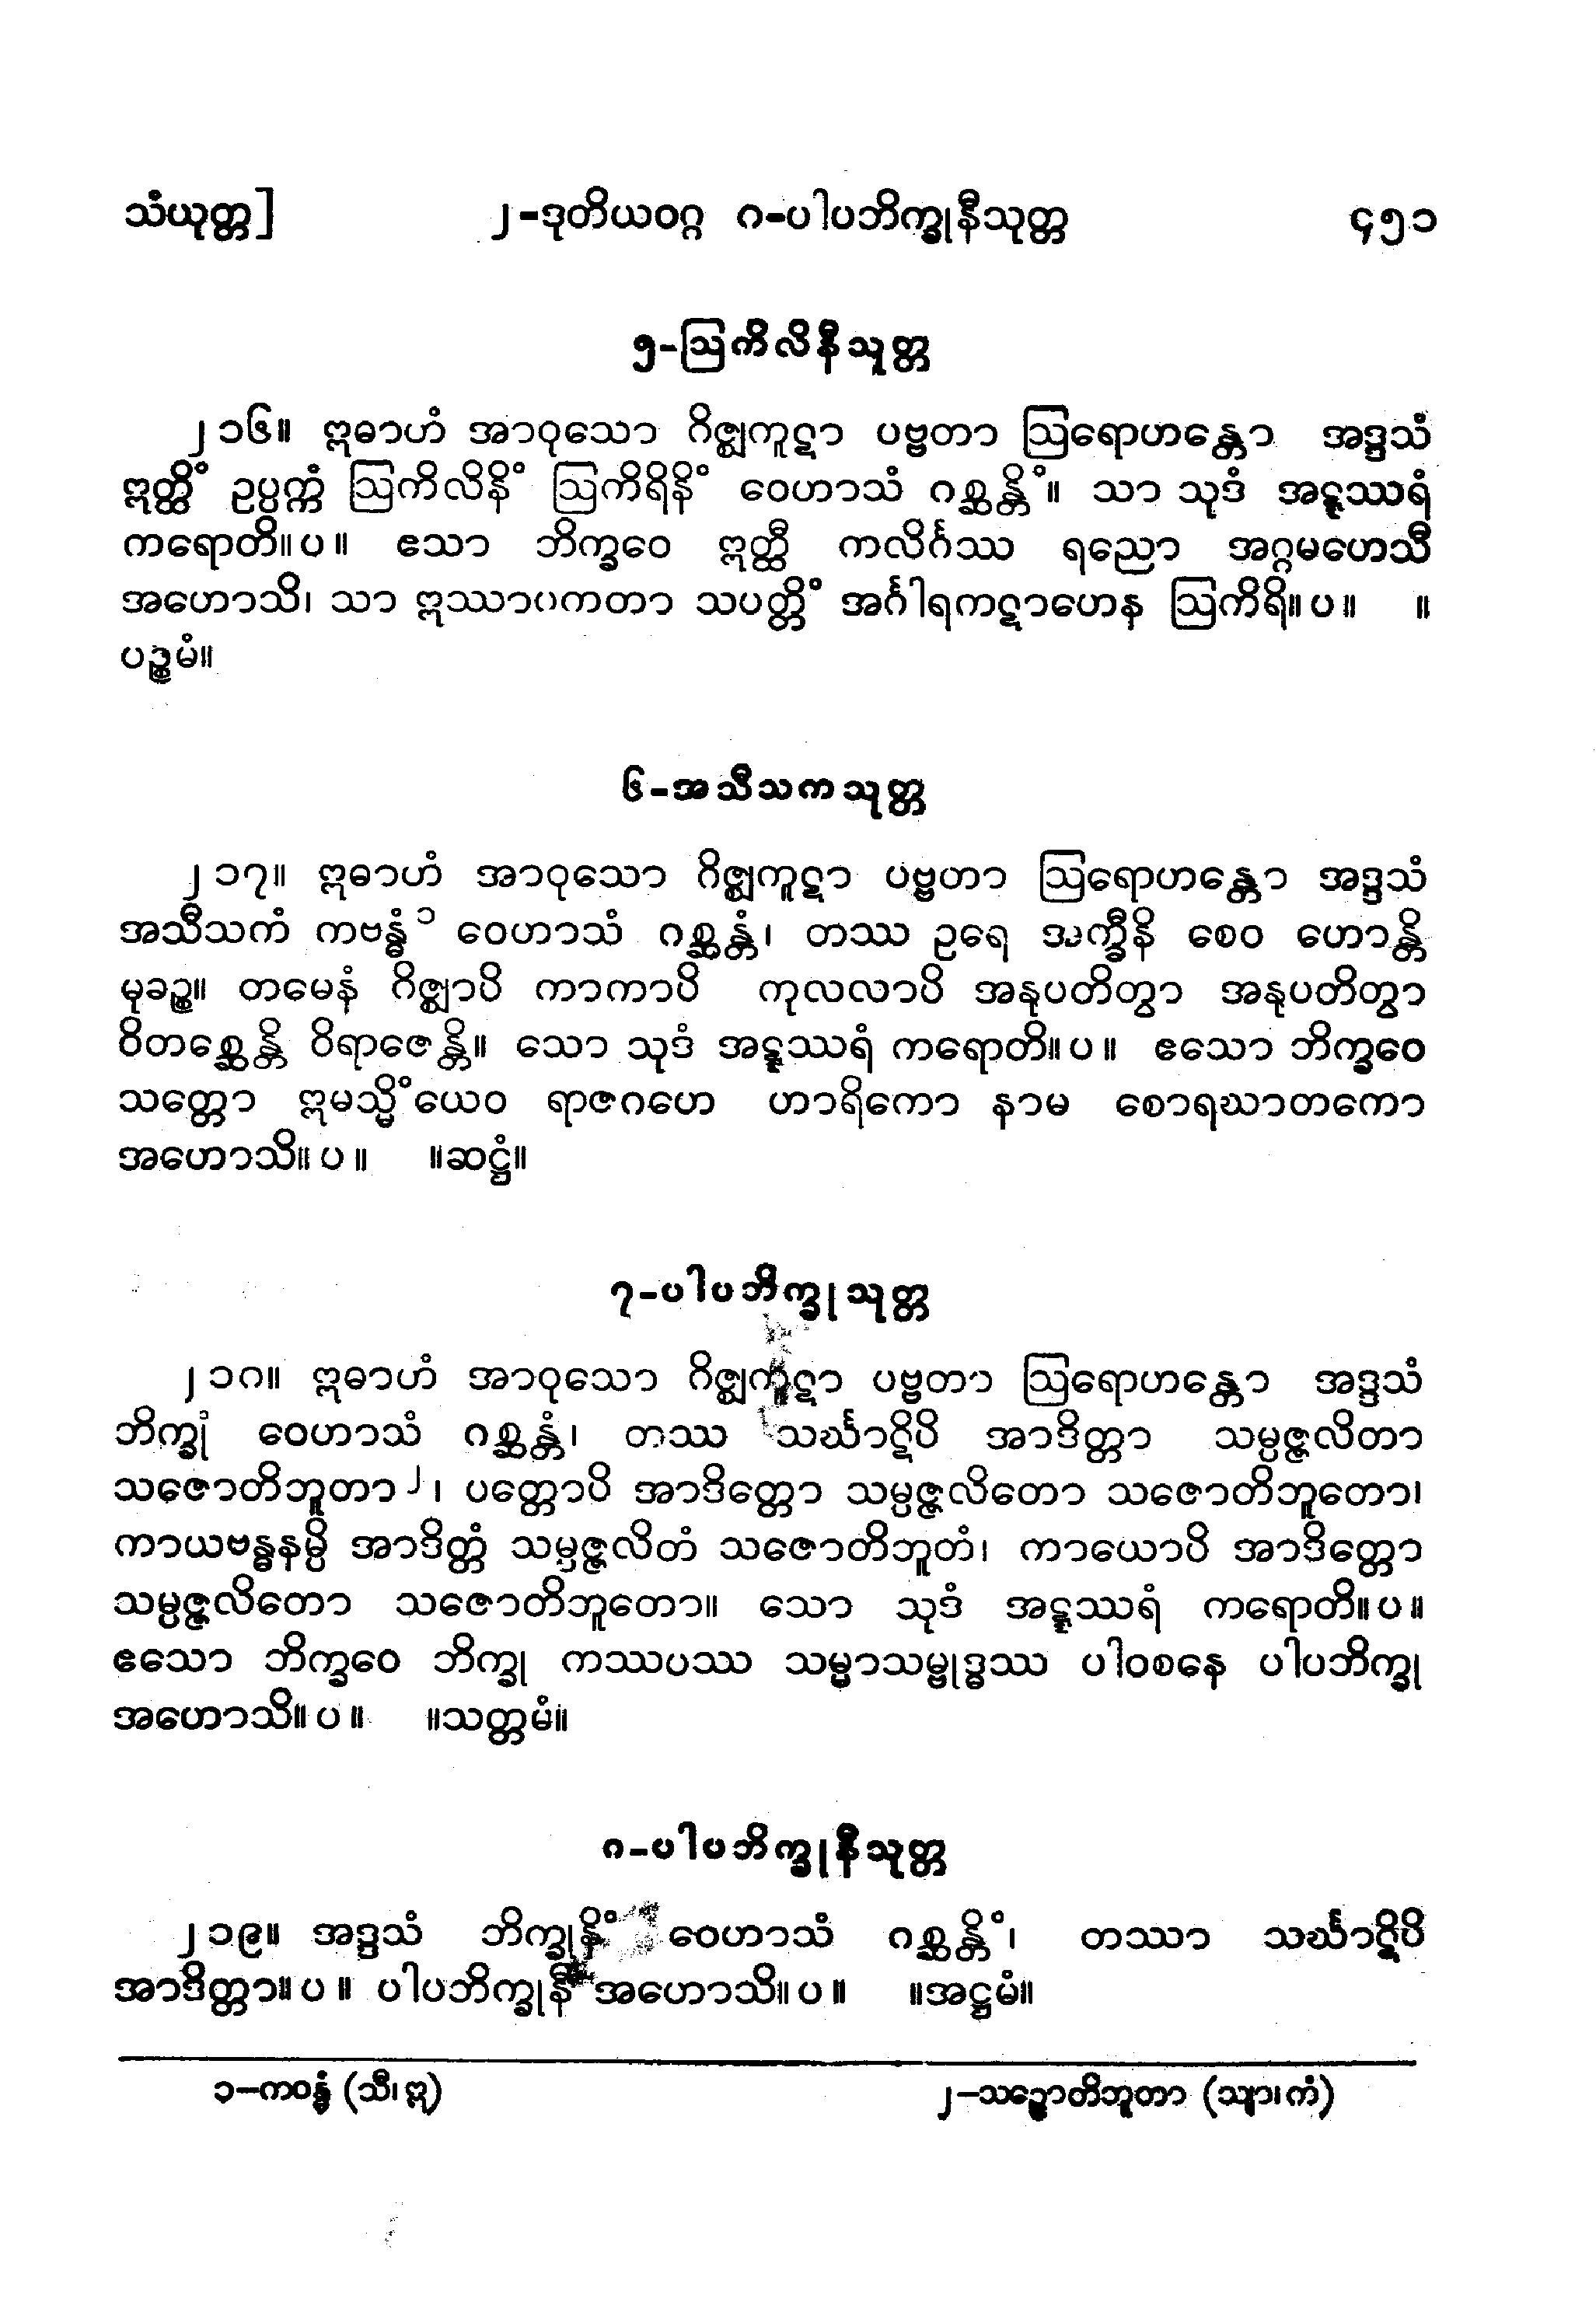 သံယုတ္တ]    ၂-ဒုတိယဝဂ္ဂ ၈-ပါပဘိက္ခုနီသုတ္တ    ၄၅၁
၅-ဩကိလိနီသုတ္တ
၂၁၆။ ဣဓာဟံ အာဝုသော ဂိဇ္ဈကူဋာ ပဗ္ဗတာ ဩရောဟန္တော အဒ္ဒသံ
ဣတ္ထိံ ဥပ္ပက္ကံ ဩကိလိနိံ ဩကိရိနိံ ဝေဟာသံ ဂစ္ဆန္တိံ။ သာ သုဒံ အဋ္ဋဿရံ
ကရောတိ။ပ။ ဧသာ ဘိက္ခဝေ ဣတ္ထီ ကလိင်္ဂဿ ရညော အဂ္ဂမဟေသီ
အဟောသိ၊ သာ ဣဿာပကတာ သပတ္တိံ အင်္ဂါရကဋာဟေန ဩကိရိ။ပ။ ။
ပဉ္စမံ။
၆-အသီသကသုတ္တ
၂၁၇။ ဣဓာဟံ အာဝုသော ဂိဇ္ဈကူဋာ ပဗ္ဗတာ ဩရောဟန္တော အဒ္ဒသံ
အသီသကံ ကဗန္ဓံ၁ ဝေဟာသံ ဂစ္ဆန္တံ၊ တဿ ဥရေ အက္ခီနိ စေဝ ဟောန္တိ
မုခဉ္စ။ တမေနံ ဂိဇ္ဈာပိ ကာကာပိ ကုလလာပိ အနုပတိတွာ အနုပတိတွာ
ဝိတစ္ဆေန္တိ ဝိရာဇေန္တိ။ သော သုဒံ အဋ္ဋဿရံ ကရောတိ။ပ။ ဧသော ဘိက္ခဝေ
သတ္တော ဣမသ္မိံယေဝ ရာဇဂဟေ ဟာရိကော နာမ စောရဃာတကော
အဟောသိ။ပ။ ။ဆဋ္ဌံ။
၇-ပါပဘိက္ခုသုတ္တ
၂၁၈။ ဣဓာဟံ အာဝုသော ဂိဇ္ဈကူဋာ ပဗ္ဗတာ ဩရောဟန္တော အဒ္ဒသံ
ဘိက္ခုံ ဝေဟာသံ ဂစ္ဆန္တံ၊ တဿ သင်္ဃာဋိပိ အာဒိတ္တာ သမ္ပဇ္ဇလိတာ
သဇောတိဘူတာ၂၊ ပတ္တောပိ အာဒိတ္တော သမ္ပဇ္ဇလိတော သဇောတိဘူတော၊
ကာယဗန္ဓနမ္ပိ အာဒိတ္တံ သမ္ပဇ္ဇလိတံ သဇောတိဘူတံ၊ ကာယောပိ အာဒိတ္တော
သမ္ပဇ္ဇလိတော သဇောတိဘူတော။ သော သုဒံ အဋ္ဋဿရံ ကရောတိ။ပ။
ဧသော ဘိက္ခဝေ ဘိက္ခု ကဿပဿ သမ္မာသမ္ဗုဒ္ဓဿ ပါဝစနေ ပါပဘိက္ခု
အဟောသိ။ပ။ ။သတ္တမံ။
၈-ပါပဘိက္ခုနီသုတ္တ
၂၁၉။ အဒ္ဒသံ ဘိက္ခုနိံ ဝေဟာသံ ဂစ္ဆန္တိံ၊ တဿာ သင်္ဃာဋိပိ
အာဒိတ္တာ။ပ။ ပါပဘိက္ခုနီ အဟောသိ။ပ။ ။အဋ္ဌမံ။
၁-ကဝန္ဓံ (သီ၊ဣ)    ၂-သဉ္ဇောတိဘူတာ (သျာ၊ကံ)